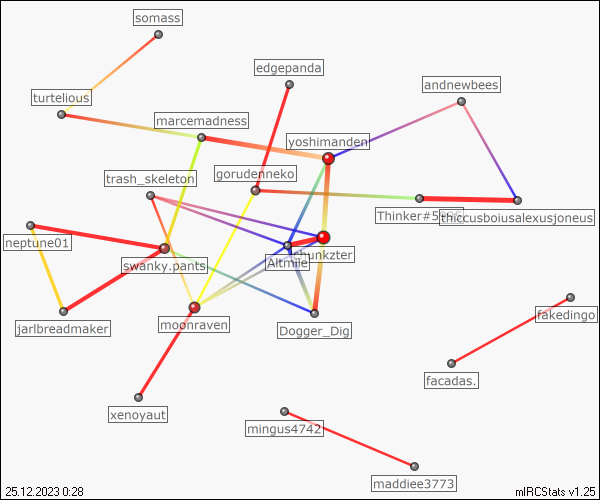 somass
edgepanda
andnewbees
turtelious
marcemadness
yoshimanden
trash_skeleton
gorudenneko
Thinker#5
thiccusboiusalexusjoneus
neptune01
swanky.pants
Altmile
chunkzter
jarlbreadmaker
moonraven
Dogger_Dig
fakedingo
facadas.
xenoyaut
mingus4742
maddiee3773
25.12.2023 0:28
mIRCStats v1.25